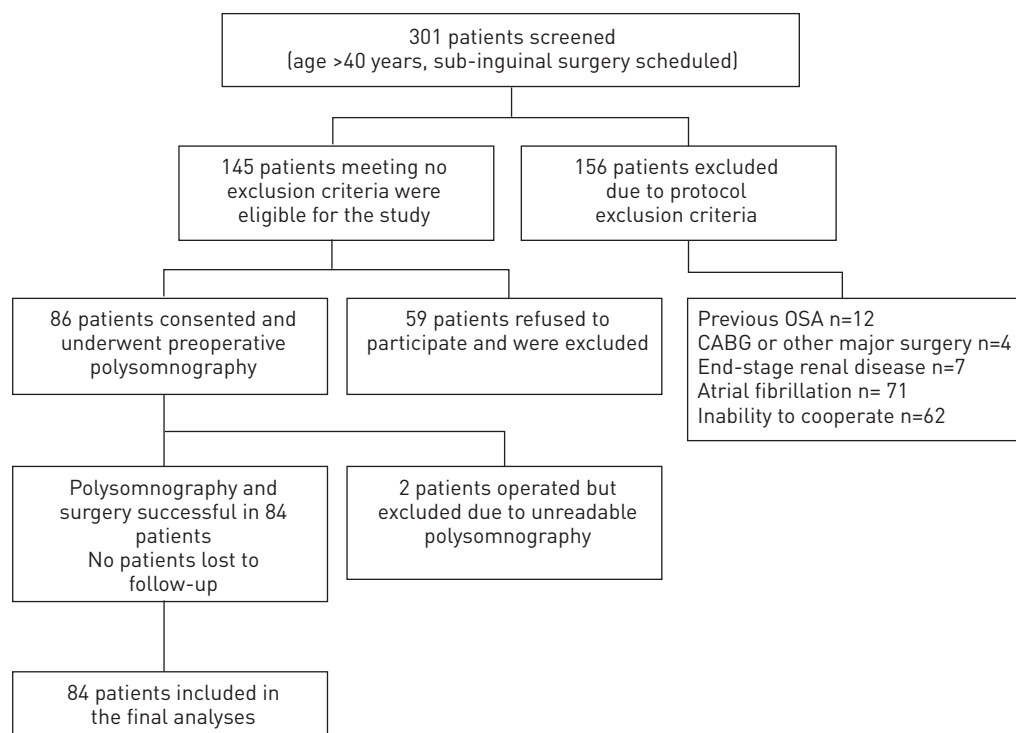 301 patients screened
(age >40 years, sub-inguinal surgery scheduled)
145 patients meeting no
exclusion criteria were
eligible for the study
156 patients excluded
due to protocol
exclusion criteria
86 patients consented and
underwent preoperative
polysomnography
59 patients refused to
participate and were excluded
Previous OSA n=12
CABG or other major surgery n=4
End-stage renal disease n=7
Atrial fibrillation n= 71
Inability to cooperate n=62
Polysomnography and
surgery successful in 84
patients
No patients lost to
follow-up
2 patients operated but
excluded due to unreadable
polysomnography
84 patients included in
the final analyses